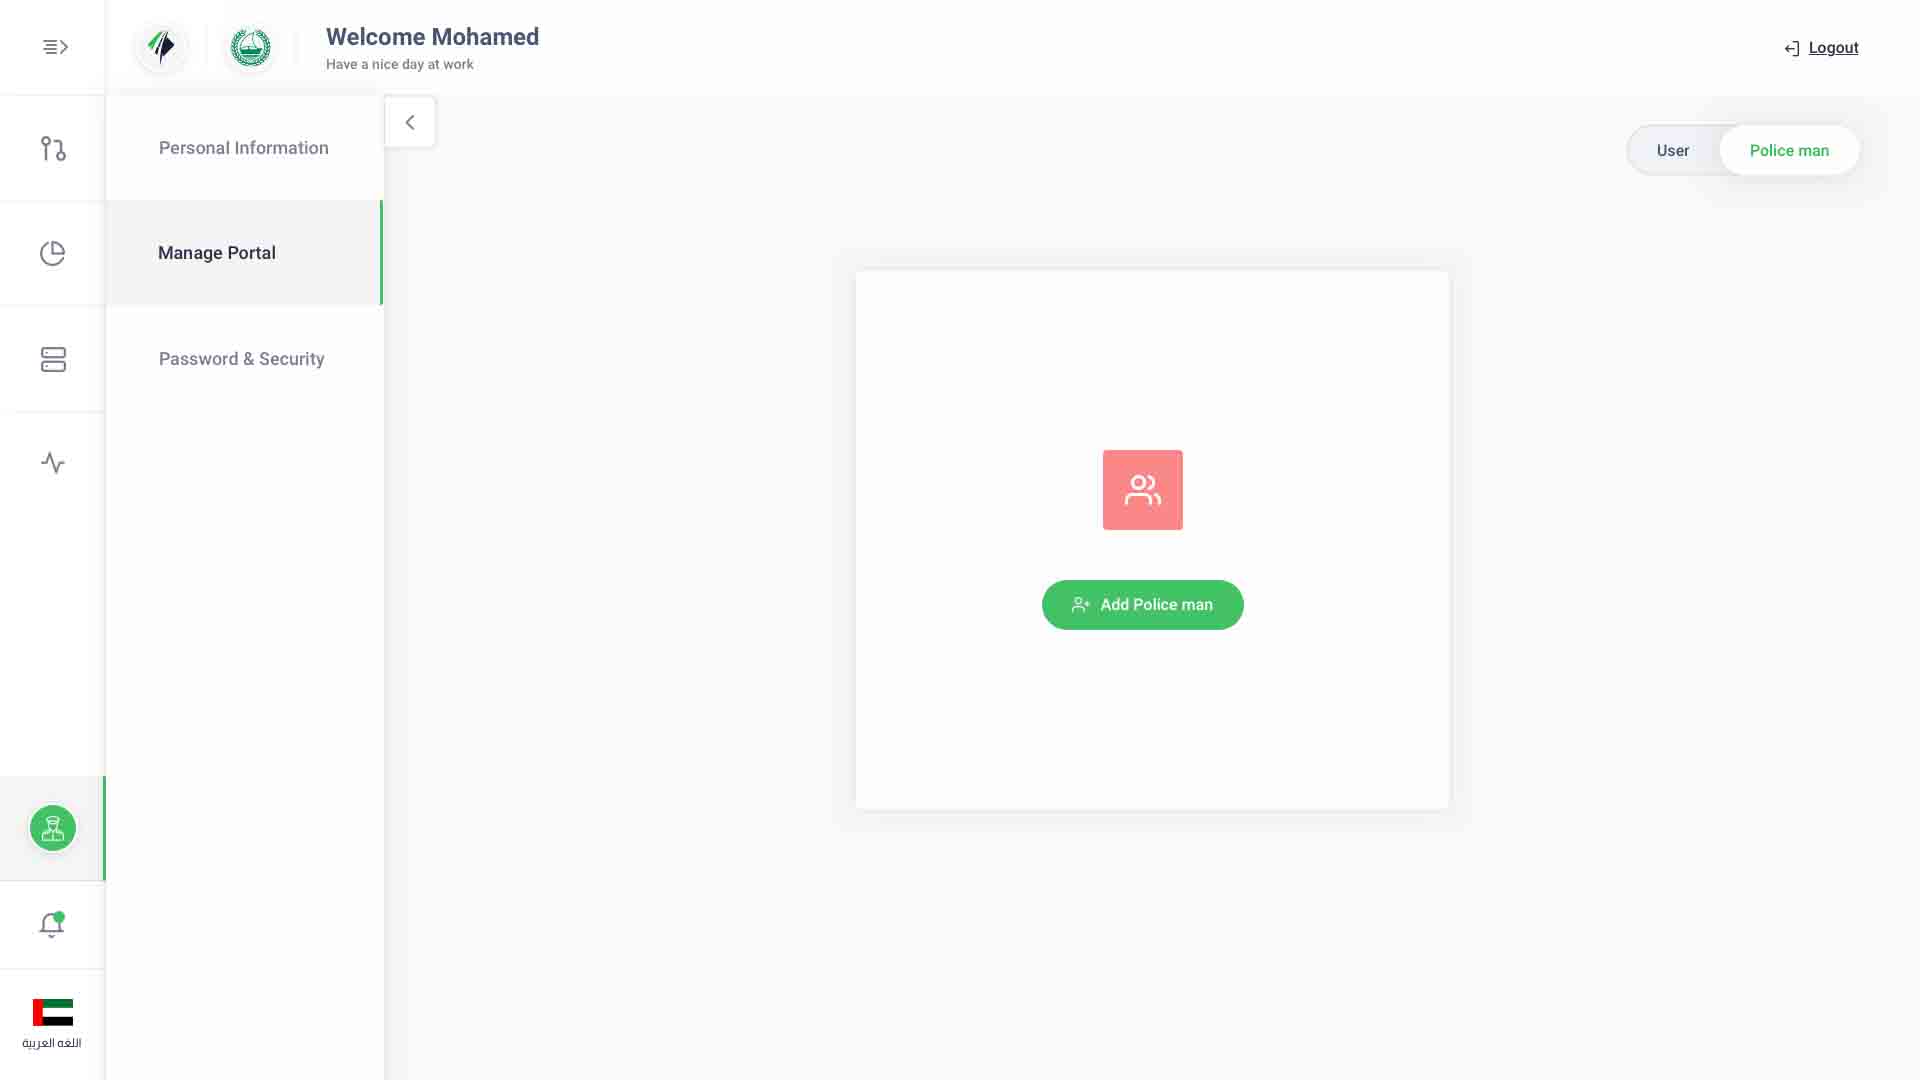 Welcome Mohamed
Have a nice day at work
Logout
Personal Information
Manage Portal
Password & Security
User
Police man
Add Police man
اللغه العربية